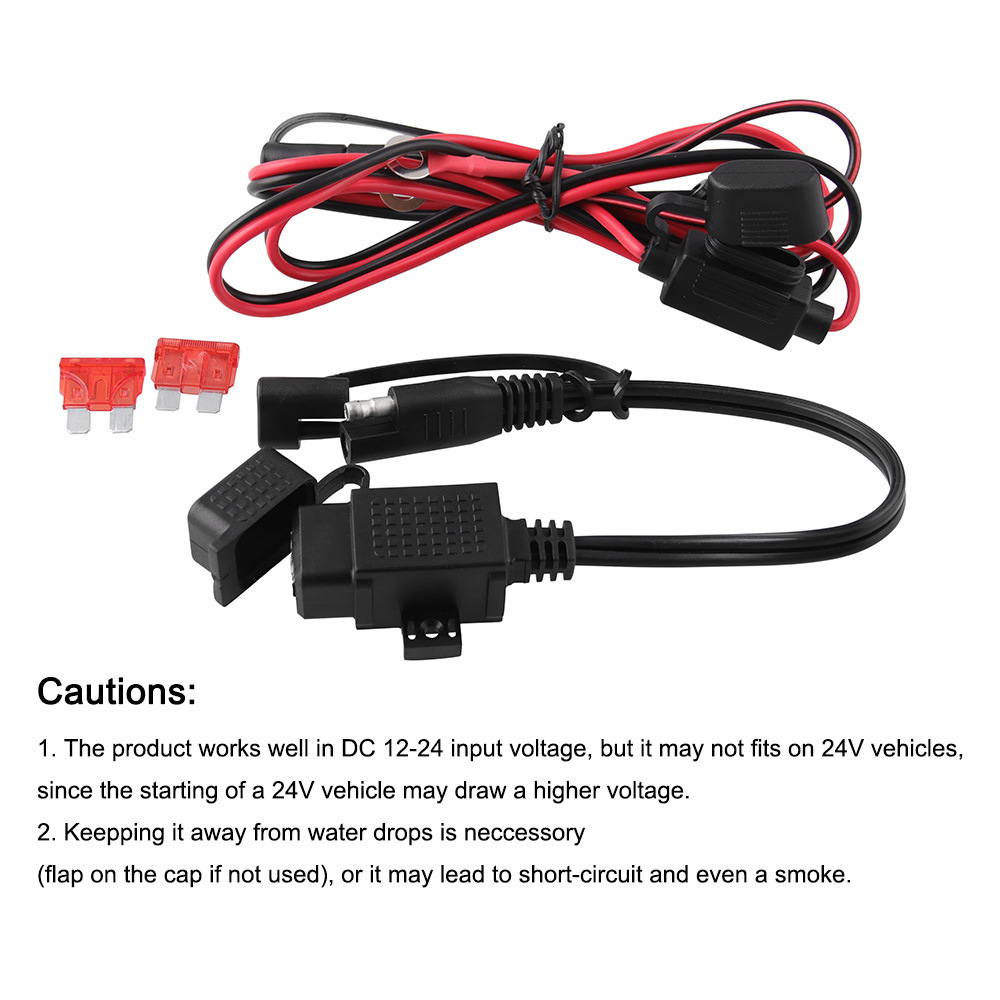 Cautions:
1. The product works well in DC 12-24 input voltage, but it may not fits on 24V vehicles,
since the starting of a 24V vehicle may draw a higher voltage.
2. Keepping it away from water drops is neccessory
(flap on the cap if not used), or it may lead to short-circuit and even a smoke.